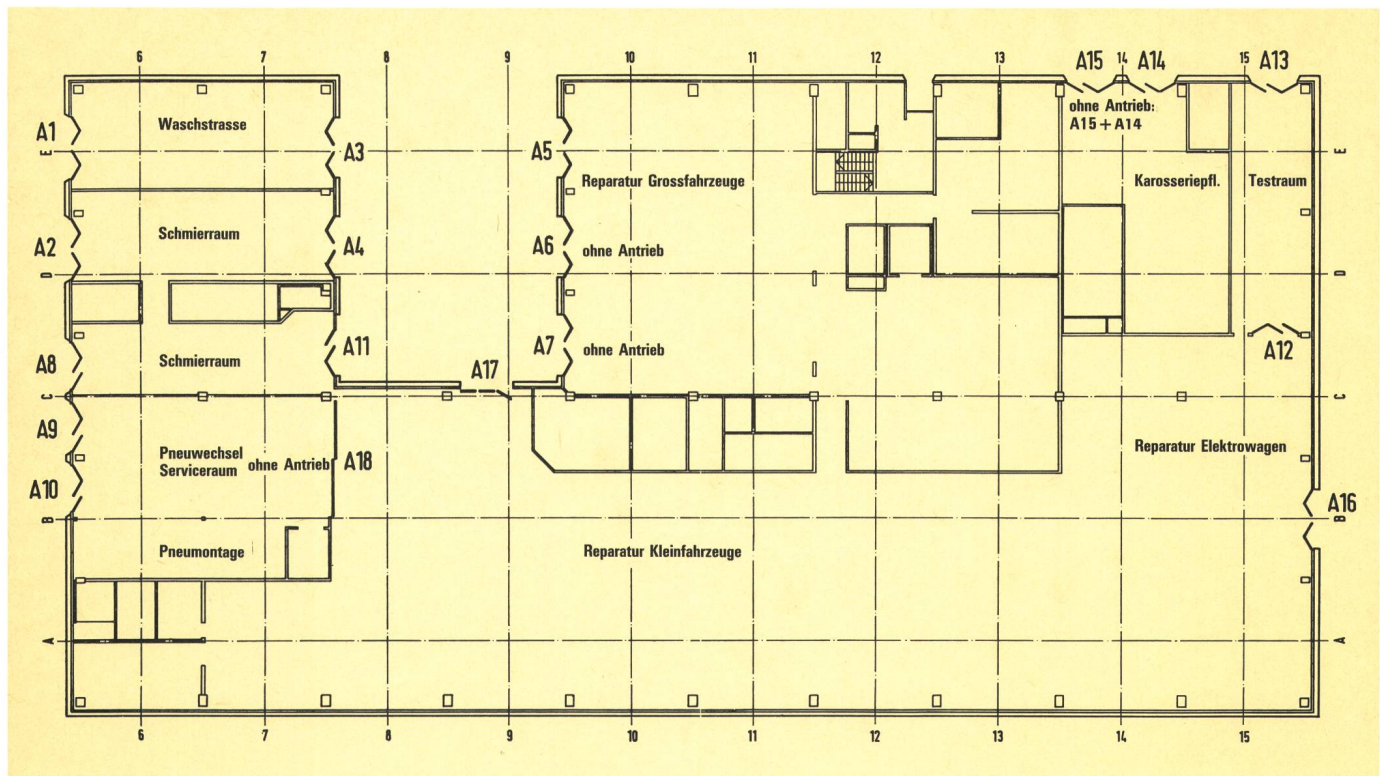 6 7 8 9 10 11 12 13 14 15
A15 A14 A13
ohne Antrieb:
A15 + A14
A1
Waschstrasse
E
A3
A5
E
Reparatur Grossfahrzeuge
Karosseriepfl.
Testraum
A2
Schmierraum
A4
A6
ohne Antrieb
D
D
A8
Schmierraum
A11
A17
A7
ohne Antrieb
A12
C
C
A9
Pneuwechsel
Serviceraum
ohne Antrieb
A18
Reparatur Elektrowagen
A10
A16
B
B
Pneumontage
Reparatur Kleinfahrzeuge
A
A
6 7 8 9 10 11 12 13 14 15